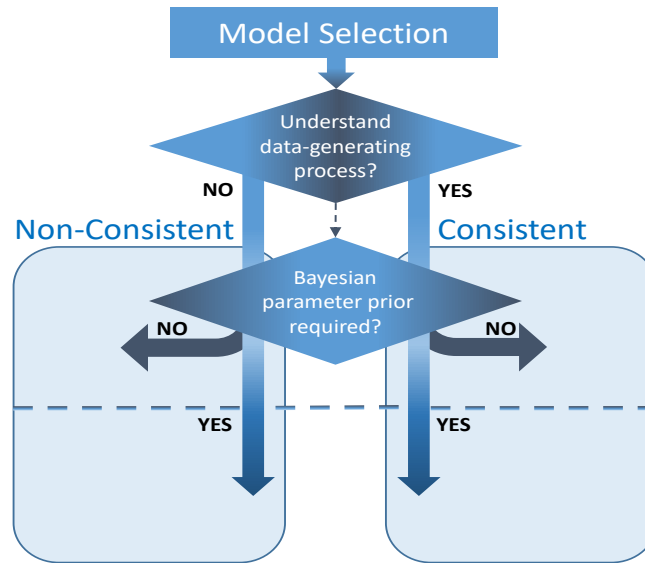 Model Selection
Understand
data-generating
process?
NO
YES
Non-Consistent
Consistent
Bayesian
parameter prior
required?
NO
NO
YES
YES